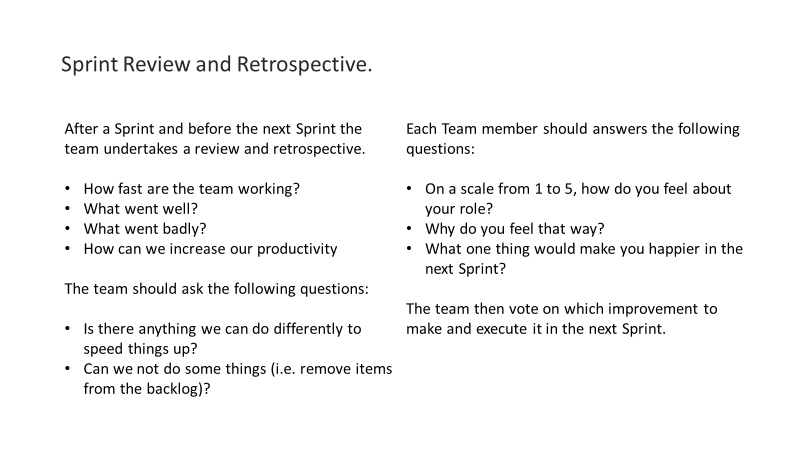 Sprint Review and Retrospective.
After a Sprint and before the next Sprint the
team undertakes a review and retrospective.
• How fast are the team working?
• What went well?
• What went badly?
• How can we increase our productivity
The team should ask the following questions:
• Is there anything we can do differently to
speed things up?
• Can we not do some things (i.e. remove items
from the backlog)?
Each Team member should answers the following
questions:
• On a scale from 1 to 5, how do you feel about
your role?
• Why do you feel that way?
• What one thing would make you happier in the
next Sprint?
The team then vote on which improvement to
make and execute it in the next Sprint.